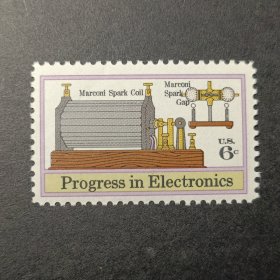 Marconi Spark Coil
Marconi
Spark
Gap
U.S.
6c
Progress in Electronics